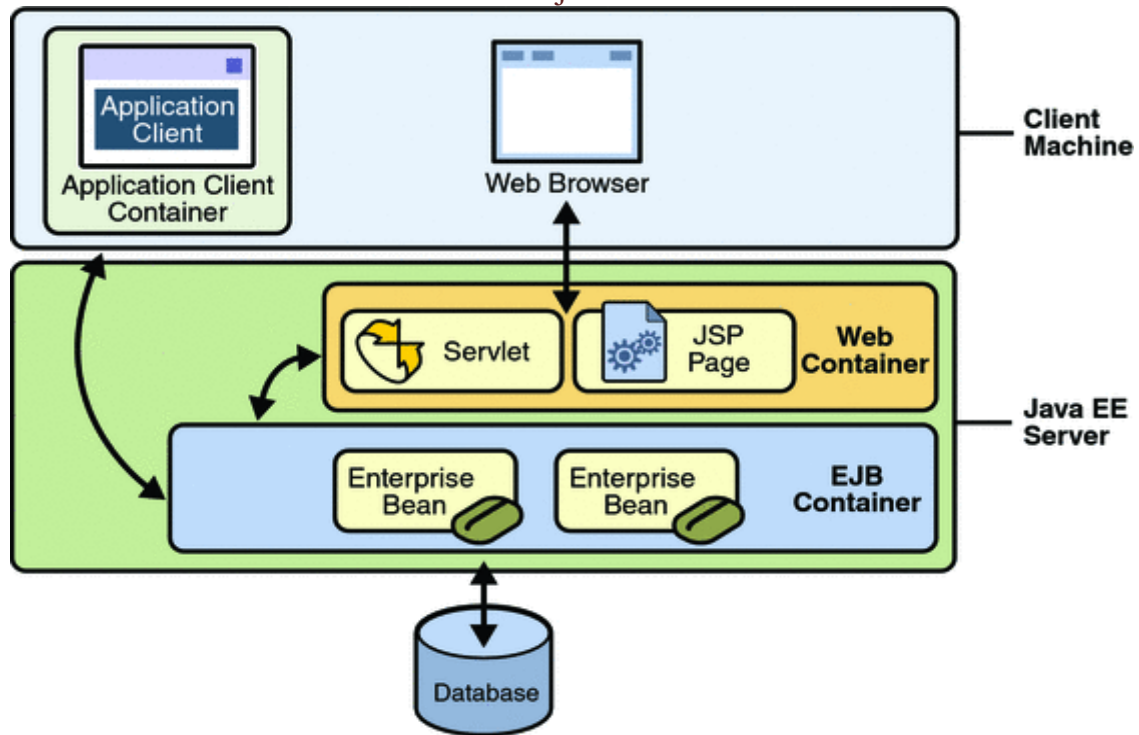 Application
Client
Application Client
Container
Web Browser
Client
Machine
Servlet
JSP
Page
Web
Container
Java EE
Server
Enterprise
Bean
Enterprise
Bean
EJB
Container
Database